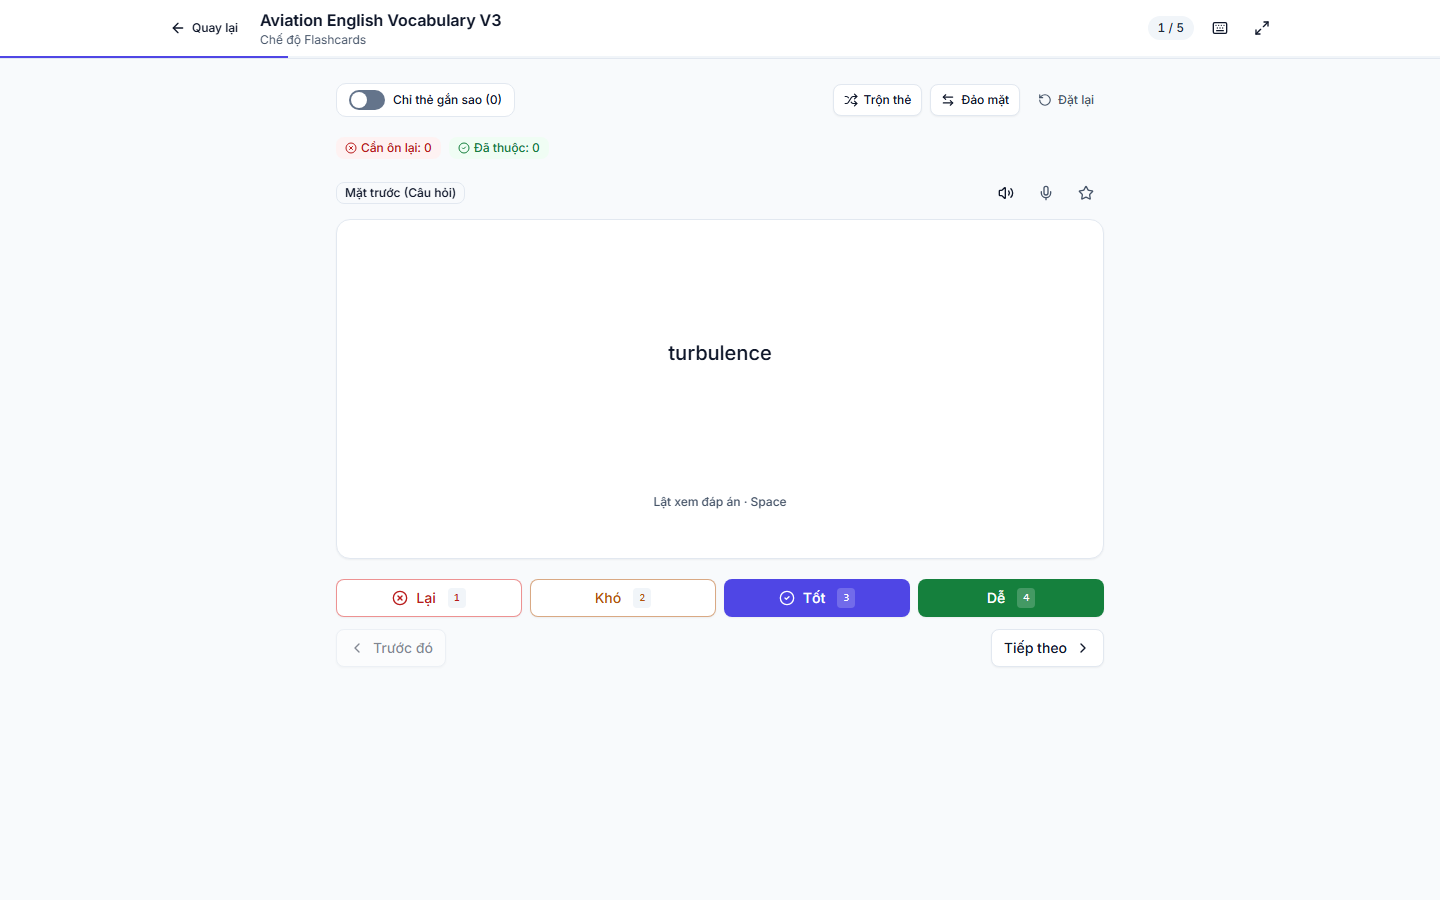 Quay lại
Aviation English Vocabulary V3
Chế độ Flashcards
1 / 5
Chỉ thẻ gắn sao (0)
Trộn thẻ
Đảo mặt
Đặt lại
Cần ôn lại: 0
Đã thuộc: 0
Mặt trước (Câu hỏi)
turbulence
Lật xem đáp án · Space
Lại 1
Khó 2
Tốt 3
Dễ 4
Trước đó
Tiếp theo